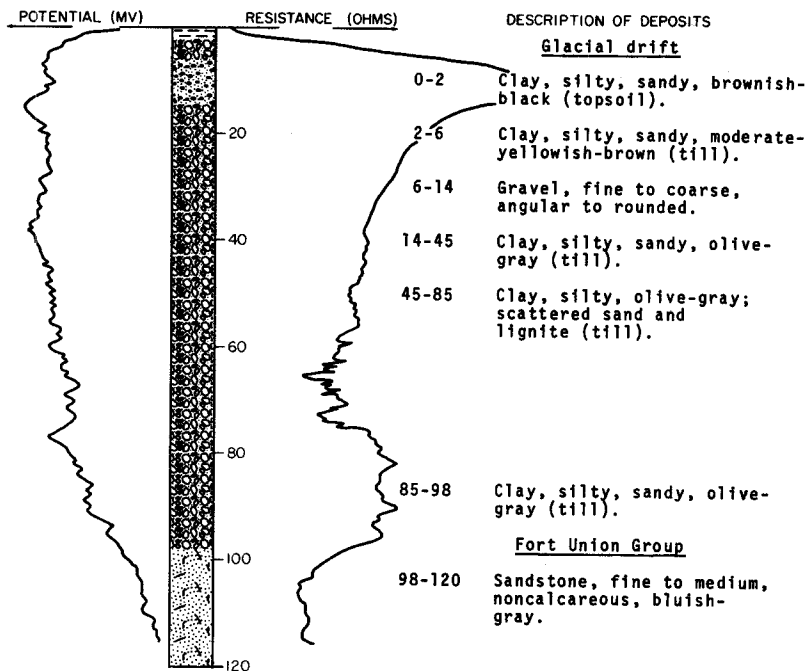 POTENTIAL (MV) RESISTANCE (OHMS) DESCRIPTION OF DEPOSITS
Glacial drift
0-2 Clay, silty, sandy, brownish-
black (topsoil).
20
2-6 Clay, silty, sandy, moderate-
yellowish-brown (till).
6-14 Gravel, fine to coarse,
angular to rounded.
40
14-45 Clay, silty, sandy, olive-
gray (till).
45-85 Clay, silty, olive-gray;
scattered sand and
lignite (till).
60
80
85-98 Clay, silty, sandy, olive-
gray (till).
Fort Union Group
100
98-120 Sandstone, fine to medium,
noncalcareous, bluish-
gray.
120